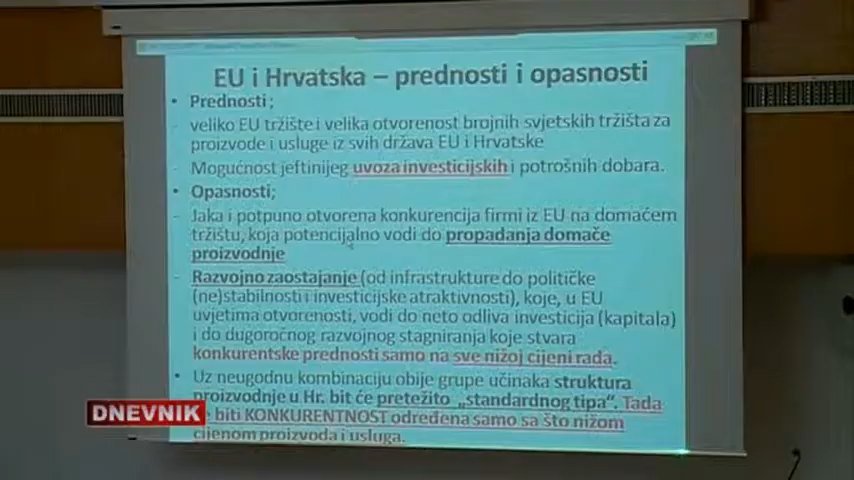 EU i Hrvatska – prednosti i opasnosti
• Prednosti;
- veliko EU tržište i velika otvorenost brojnih svjetskih tržišta za
proizvode i usluge iz svih država EU i Hrvatske
- Mogućnost jeftinijeg uvoza investicijskih i potrošnih dobara.
• Opasnosti;
- Jaka i potpuno otvorena konkurencija firmi iz EU na domaćem
tržištu, koja potencijalno vodi do propadanja domaće
proizvodnje
- Razvojno zaostajanje (od infrastrukture do političke
(ne)stabilnosti i investicijske atraktivnosti), koje, u EU
uvjetima otvorenosti, vodi do neto odliva investicija (kapitala)
i do dugoročnog razvojnog stagniranja koje stvara
konkurentske prednosti samo na sve nižoj cijeni rada.
• Uz neugodnu kombinaciju obije grupe učinaka struktura
proizvodnje u Hr. bit će pretežito „standardnog tipa“. Tada
biti KONKURENTNOST određena samo sa što nižom
cijenom proizvoda i usluga.
DNEVNIK